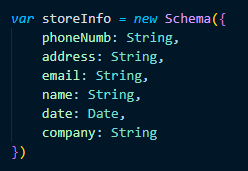 var storeInfo = new Schema({
    phoneNumb: String,
    address: String,
    email: String,
    name: String,
    date: Date,
    company: String
})